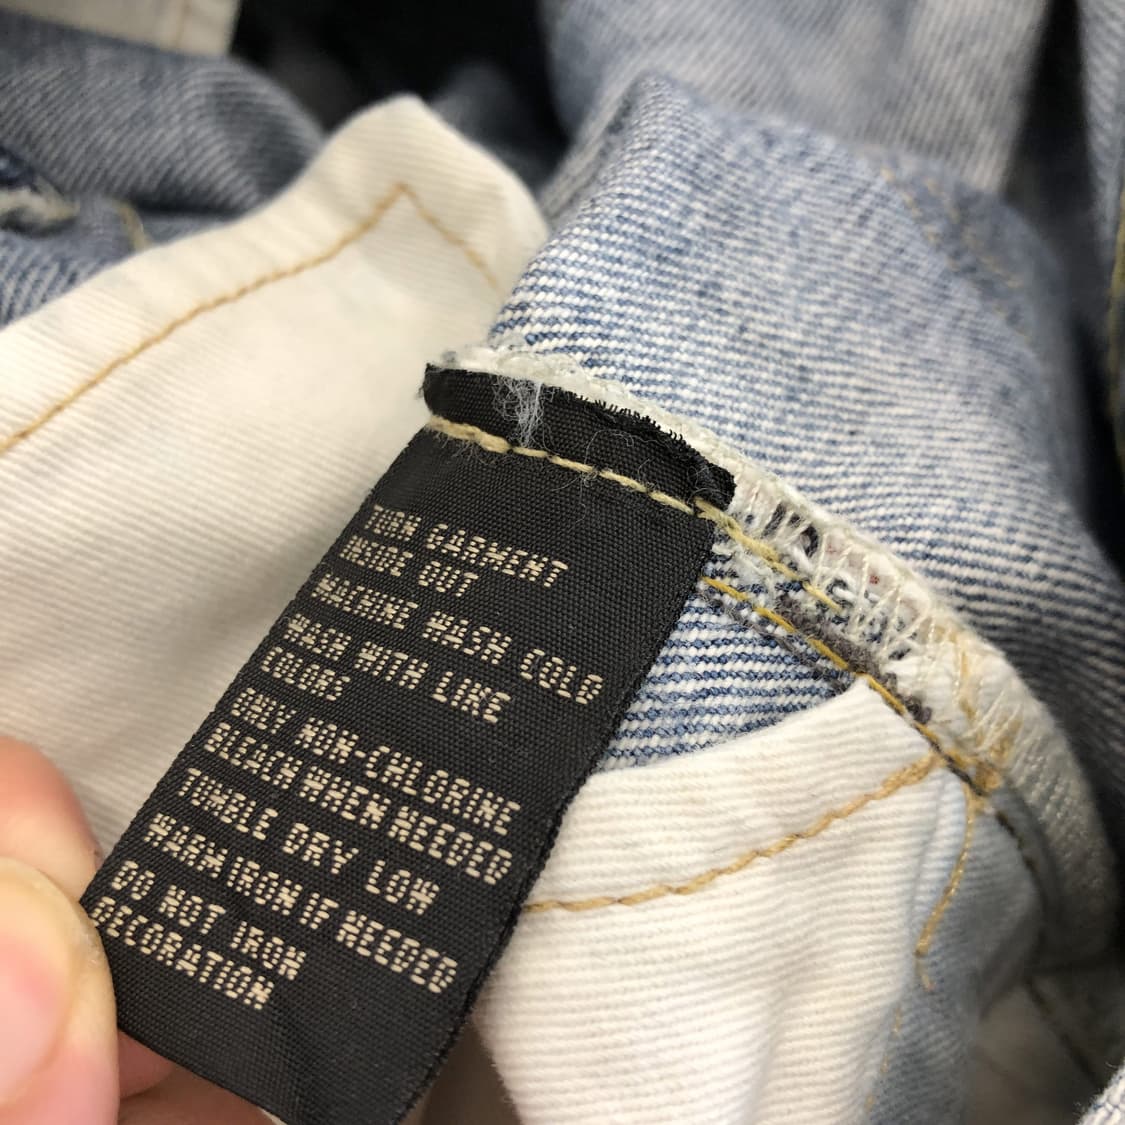 TURN GARMENT
INSIDE OUT
MACHINE WASH COLD
WASH WITH LIKE
COLORS
ONLY NON-CHLORINE
BLEACH WHEN NEEDED
TUMBLE DRY LOW
WARM IRON IF NEEDED
DO NOT IRON
DECORATION